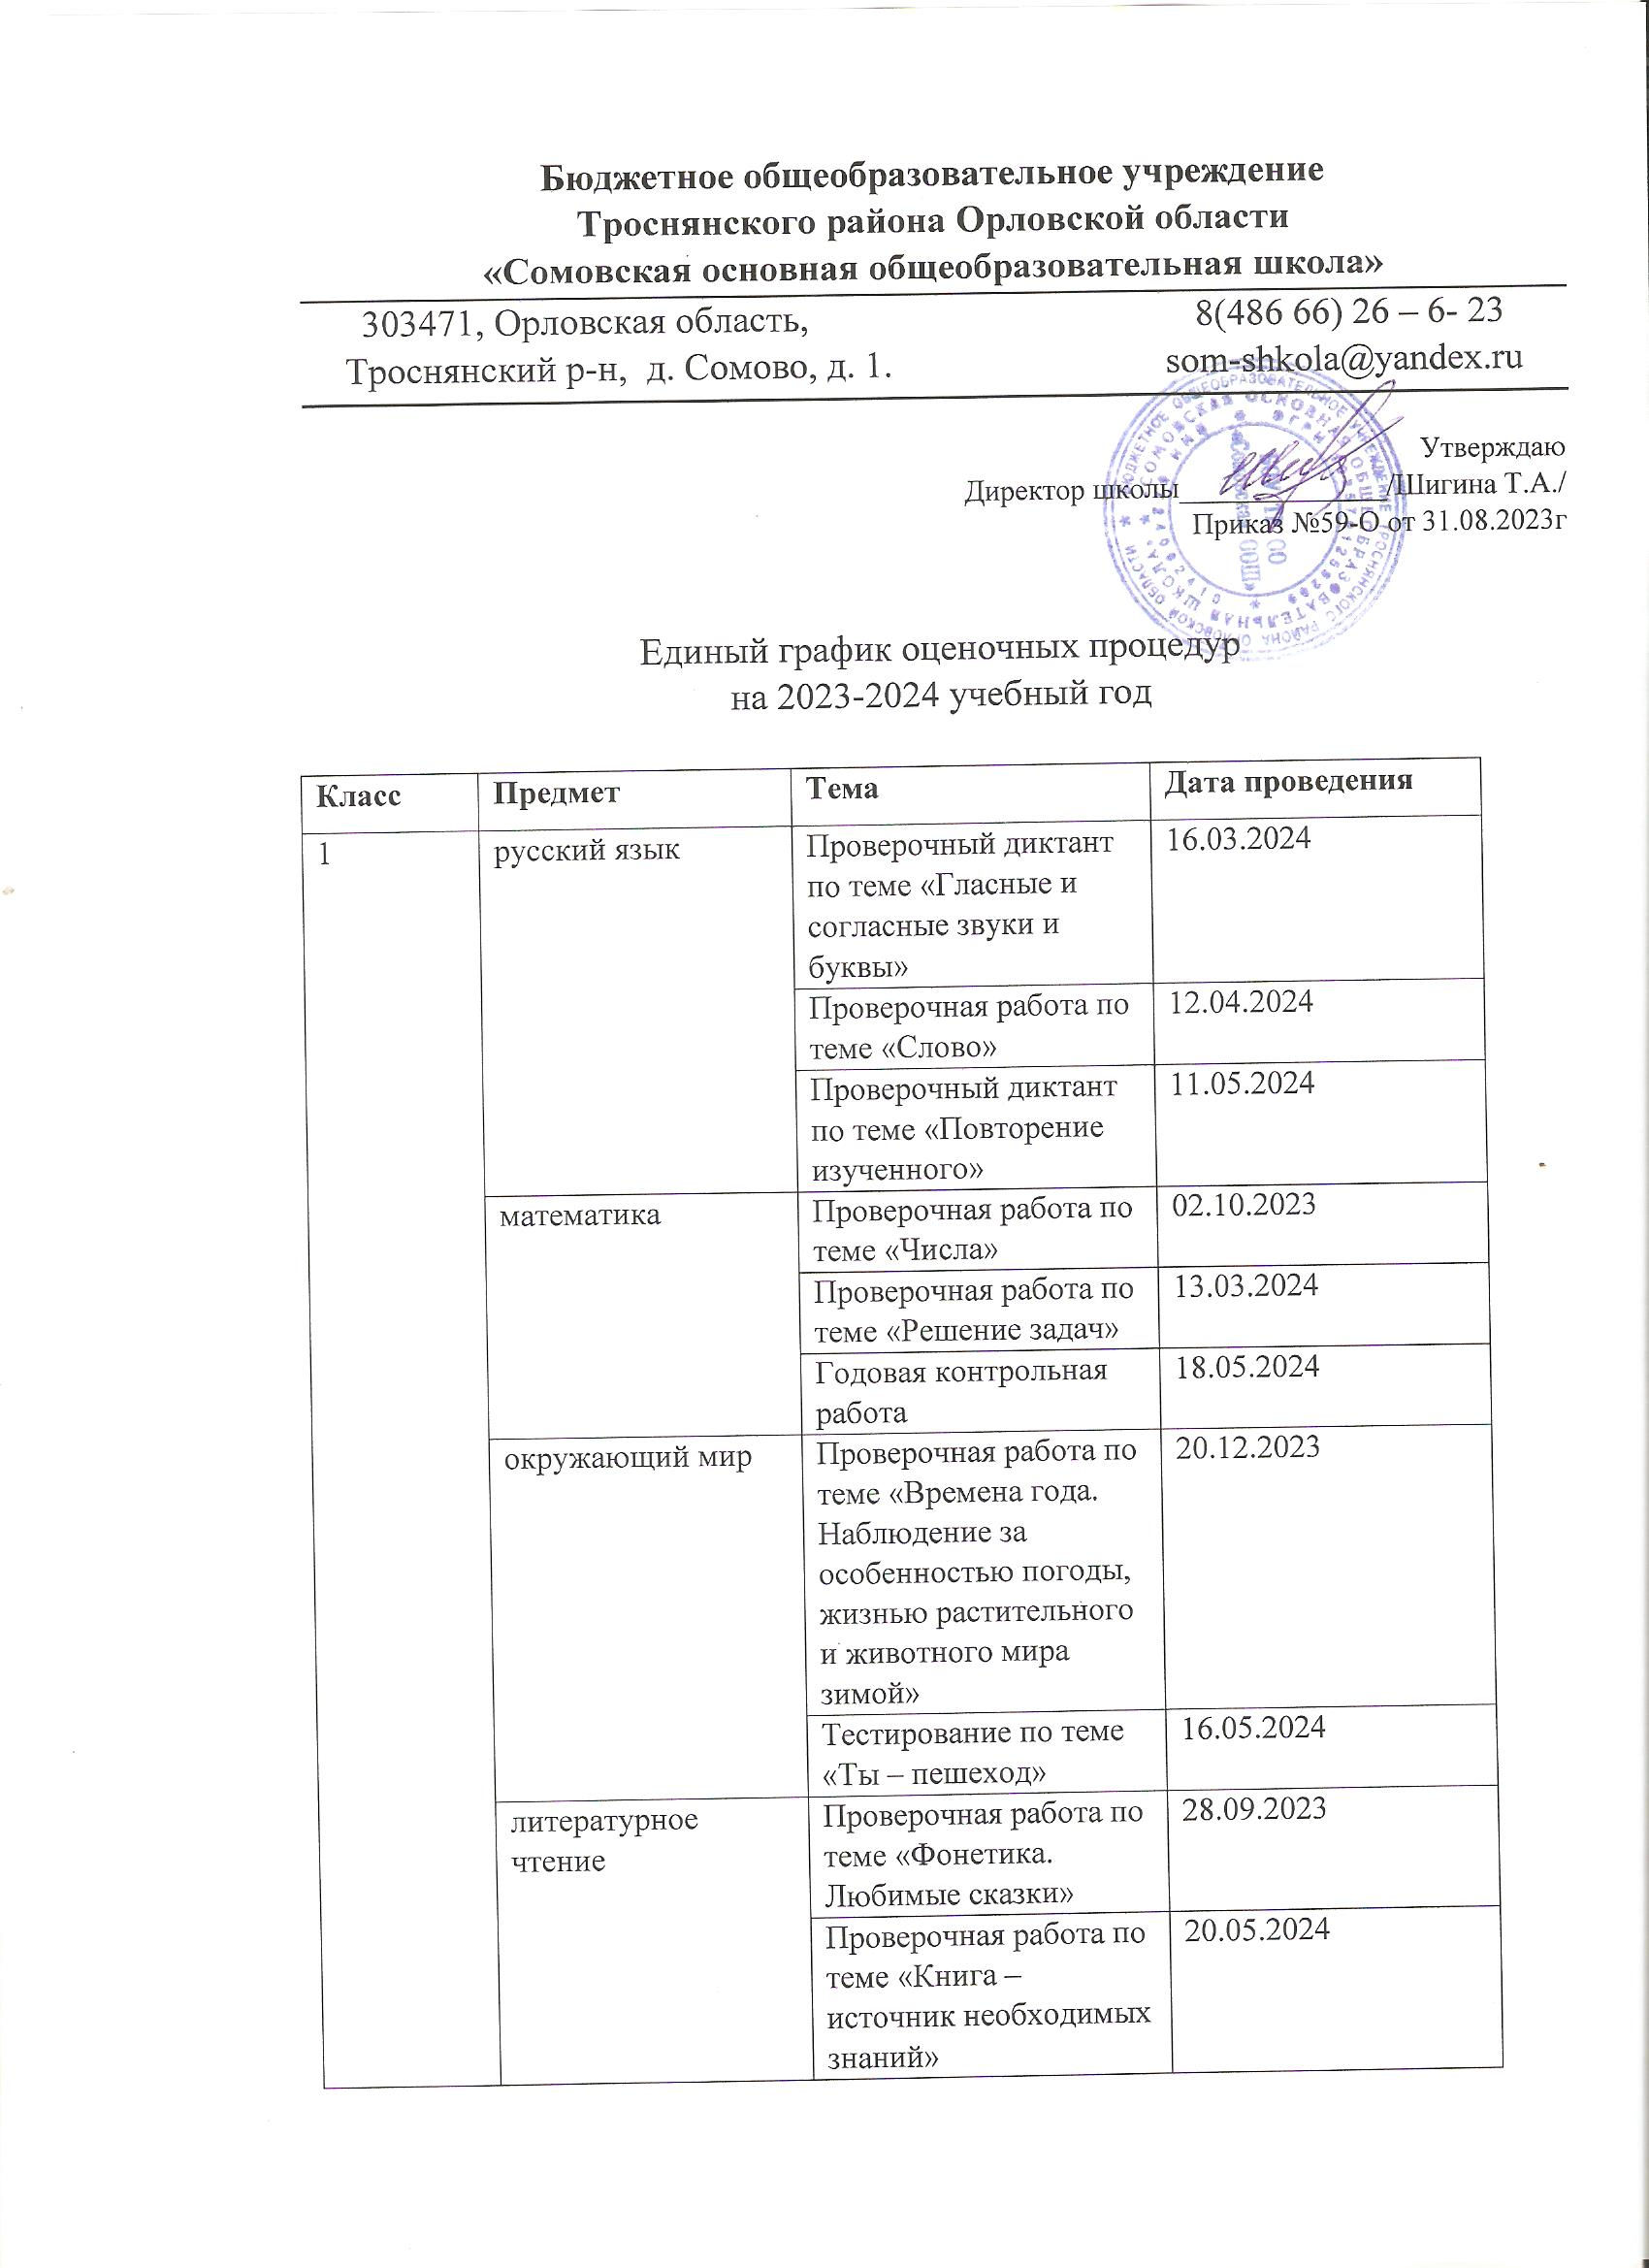 Бюджетное общеобразовательное учреждение
Троснянского района Орловской области
«Сомовская основная общеобразовательная школа»
303471, Орловская область,
8(486 66) 26 – 6- 23
Троснянский р-н, д. Сомово, д. 1.
som-shkola@yandex.ru
Утверждаю
Директор школы /Шигина Т.А./
Приказ №59-О от 31.08.2023г
Единый график оценочных процедур
на 2023-2024 учебный год
Класс Предмет Тема Дата проведения
1 русский язык Проверочный диктант 16.03.2024
по теме «Гласные и
согласные звуки и
буквы»
Проверочная работа по 12.04.2024
теме «Слово»
Проверочный диктант 11.05.2024
по теме «Повторение
изученного»
математика Проверочная работа по 02.10.2023
теме «Числа»
Проверочная работа по 13.03.2024
теме «Решение задач»
Годовая контрольная 18.05.2024
работа
окружающий мир Проверочная работа по 20.12.2023
теме «Времена года.
Наблюдение за
особенностью погоды,
жизнью растительного
и животного мира
зимой»
Тестирование по теме 16.05.2024
«Ты – пешеход»
литературное Проверочная работа по 28.09.2023
чтение теме «Фонетика.
Любимые сказки»
Проверочная работа по 20.05.2024
теме «Книга –
источник необходимых
знаний»